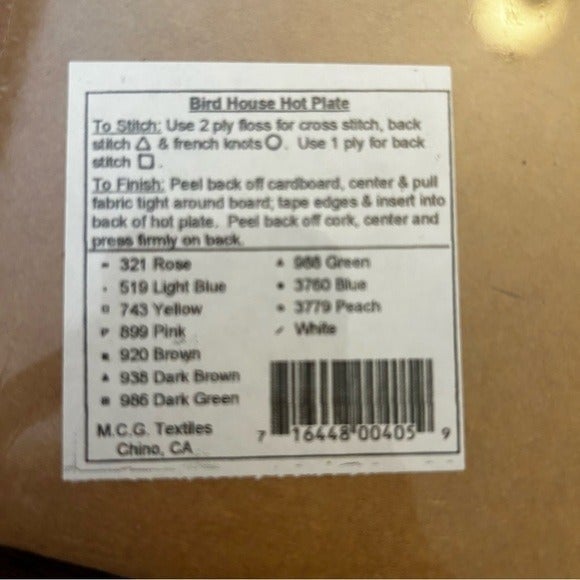 Bird House Hot Plate
To Stitch: Use 2 ply floss for cross stitch, back
stitch △ & french knots ○. Use 1 ply for back
stitch □.
To Finish: Peel back off cardboard, center & pull
fabric tight around board; tape edges & insert into
back of hot plate. Peel back off cork, center and
press firmly on back.
321 Rose
519 Light Blue
743 Yellow
899 Pink
920 Brown
938 Dark Brown
986 Dark Green
988 Green
3760 Blue
3779 Peach
White
M.C.G. Textiles
Chino, CA
7 16448 00405 9